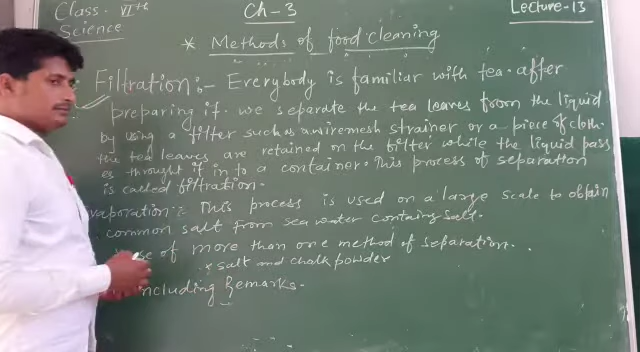 Class. VIth
Ch-3
Lecture-13
Science
* Methods of food cleaning
Filtration :- Everybody is familiar with tea. after
preparing it. we separate the tea leaves from the liquid
by using a filter such as a wiremesh strainer or a piece of cloth.
the tea leaves are retained on the filter while the liquid pass
es throught it in to a container. This process of separation
is called filtration.
vaporation :- This process is used on a large scale to obtain
common salt from sea water containg salt.
se of more than one method of separation.
* salt and chalk powder
ncluding Remarks.